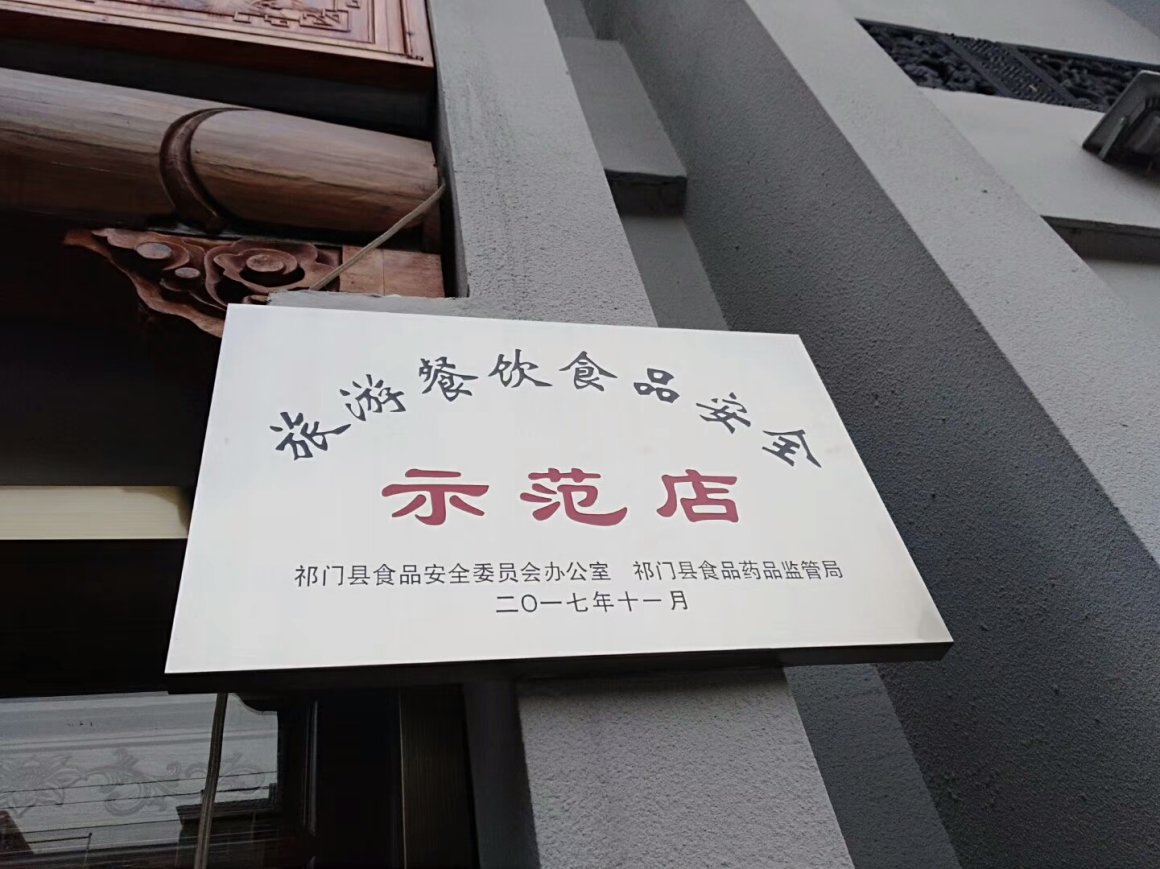 旅游餐饮食品安全
示范店
祁门县食品安全委员会办公室 祁门县食品药品监管局
二〇一七年十一月